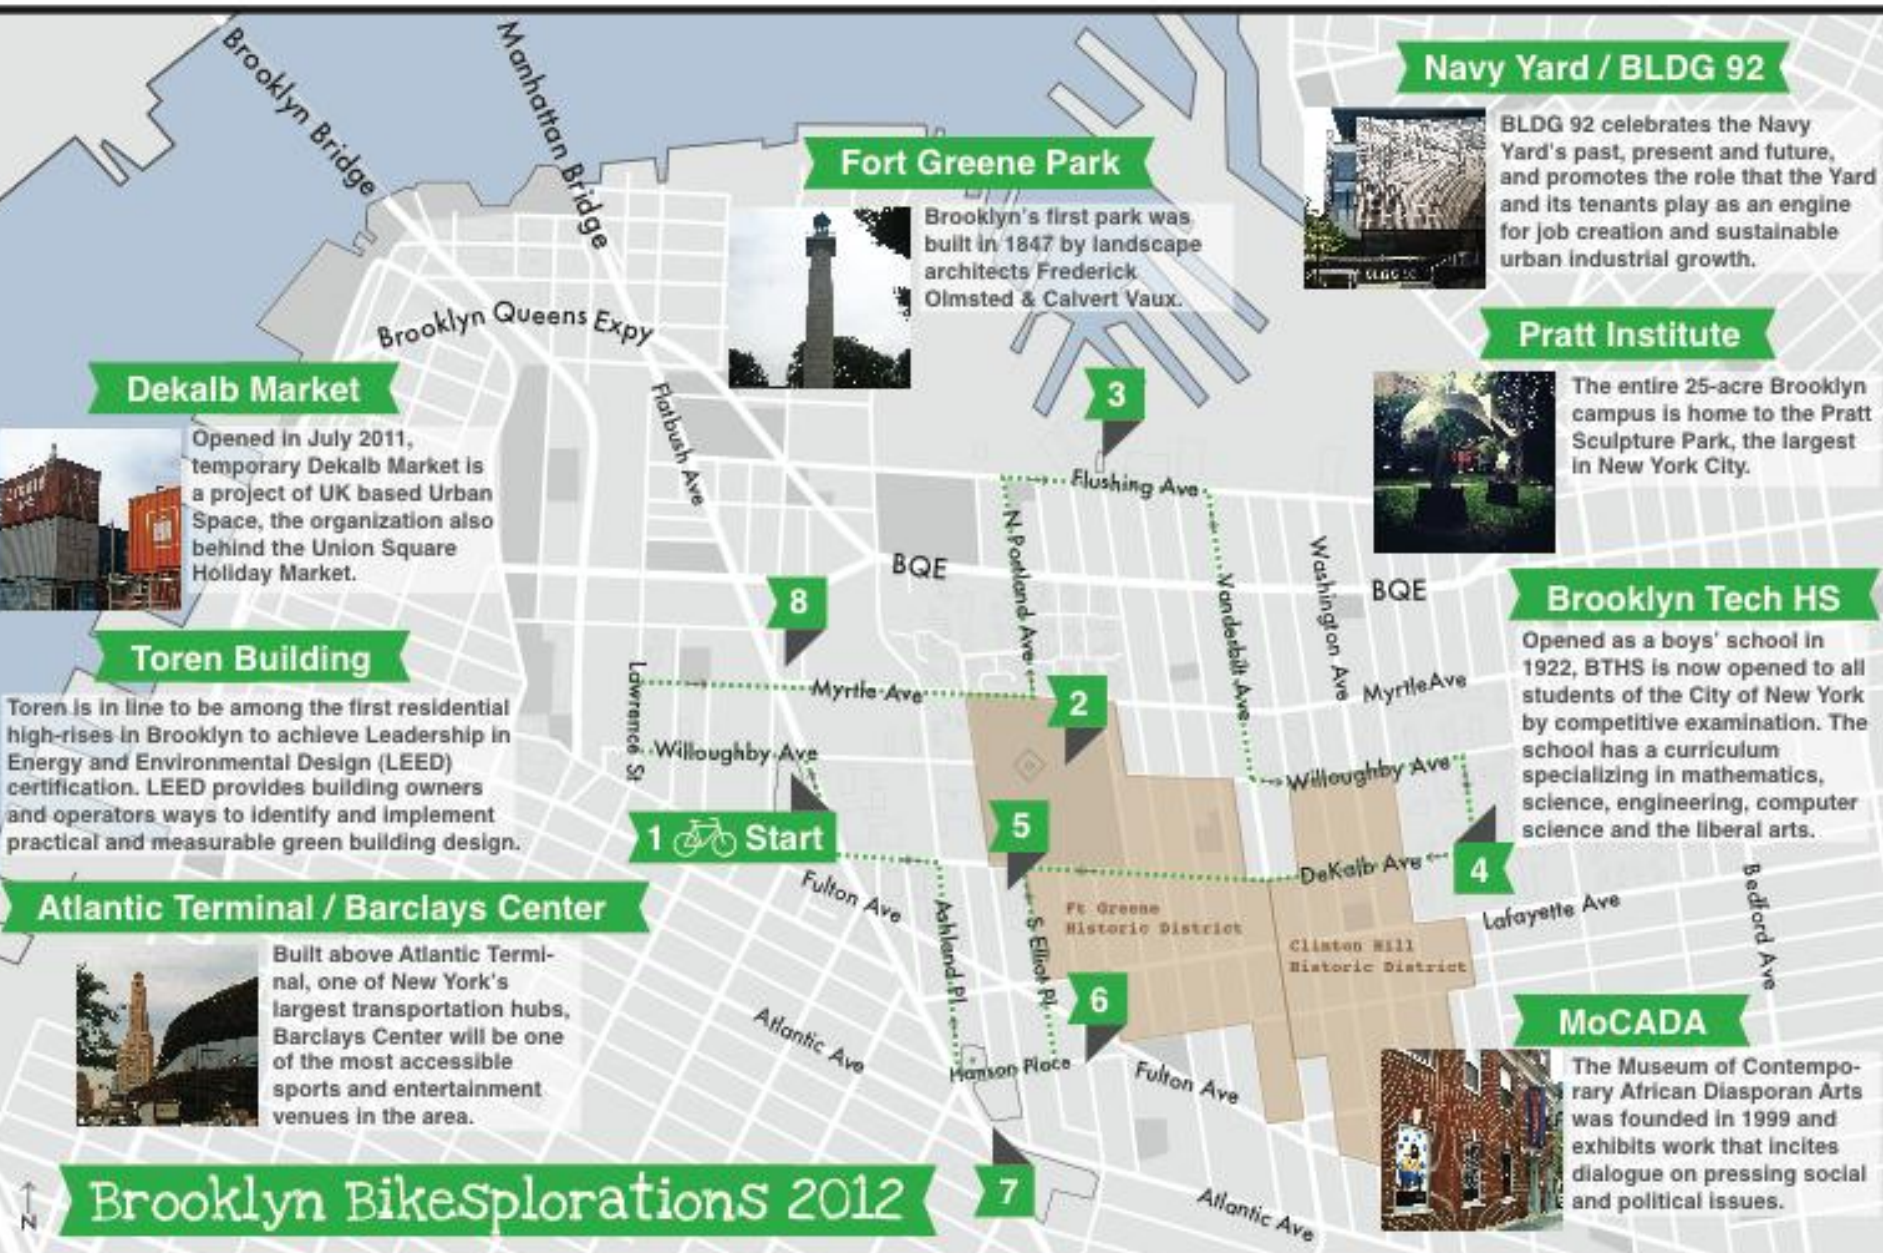 Brooklyn Bridge
Manhattan Bridge
Navy Yard / BLDG 92
BLDG 92 celebrates the Navy
Yard's past, present and future,
and promotes the role that the Yard
and its tenants play as an engine
for job creation and sustainable
urban industrial growth.
BLDG 92
Fort Greene Park
Brooklyn's first park was
built in 1847 by landscape
architects Frederick
Olmsted & Calvert Vaux.
Brooklyn Queens Expy
Pratt Institute
The entire 25-acre Brooklyn
campus is home to the Pratt
Sculpture Park, the largest
in New York City.
Dekalb Market
Opened in July 2011,
temporary Dekalb Market is
a project of UK based Urban
Space, the organization also
behind the Union Square
Holiday Market.
Flatbush Ave
3
Flushing Ave
N.Portland Ave
BQE
Vanderbilt Ave
Washington Ave
BQE
8
Brooklyn Tech HS
Opened as a boys' school in
1922, BTHS is now opened to all
students of the City of New York
by competitive examination. The
school has a curriculum
specializing in mathematics,
science, engineering, computer
science and the liberal arts.
Toren Building
Toren is in line to be among the first residential
high-rises in Brooklyn to achieve Leadership in
Energy and Environmental Design (LEED)
certification. LEED provides building owners
and operators ways to identify and implement
practical and measurable green building design.
Lawrence St
Myrtle Ave
2
MyrtleAve
Willoughby Ave
Willoughby Ave
1 Start
5
DeKalb Ave
4
Fulton Ave
Ashland Pl
S. Elliot Pl
Ft Greene
Historic District
Clinton Hill
Historic District
Lafayette Ave
Bedford Ave
Atlantic Terminal / Barclays Center
Built above Atlantic Termi-
nal, one of New York's
largest transportation hubs,
Barclays Center will be one
of the most accessible
sports and entertainment
venues in the area.
Atlantic Ave
6
Hanson Place
Fulton Ave
MoCADA
The Museum of Contempo-
rary African Diasporan Arts
was founded in 1999 and
exhibits work that incites
dialogue on pressing social
and political issues.
7
Atlantic Ave
N
Brooklyn Bikesplorations 2012